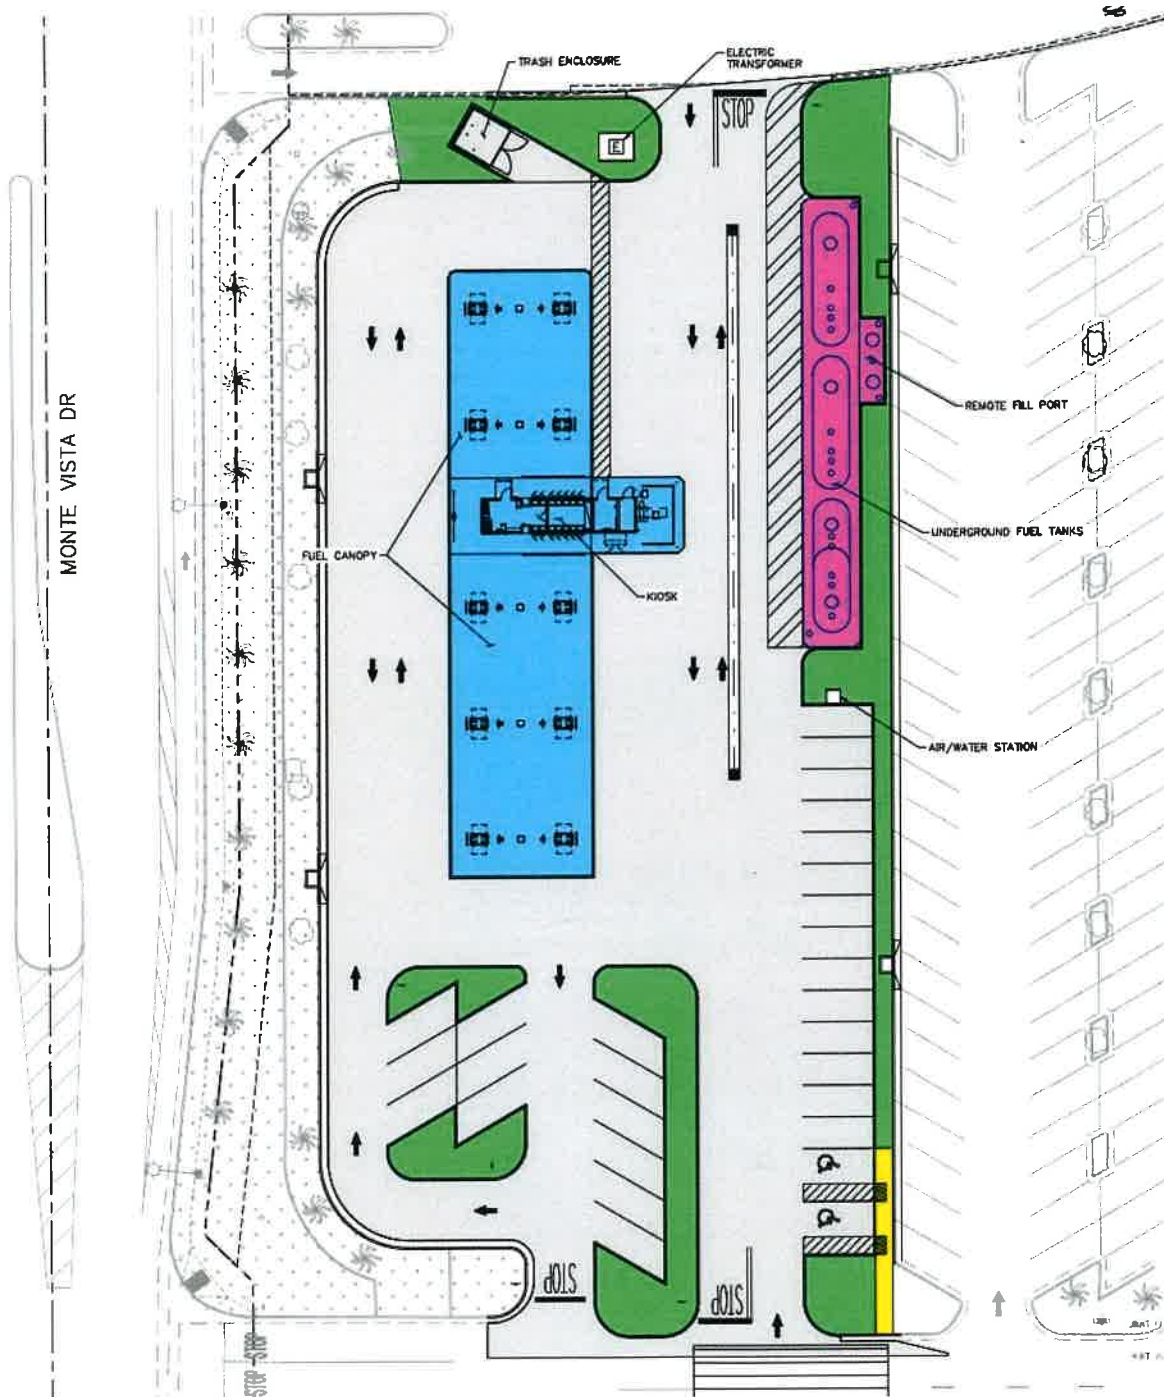 TRASH ENCLOSURE
ELECTRIC
TRANSFORMER
STOP
E
MONTE VISTA DR
REMOTE FILL PORT
UNDERGROUND FUEL TANKS
FUEL CANOPY
KIOSK
AIR/WATER STATION
STOP
STOP
STOP STOP